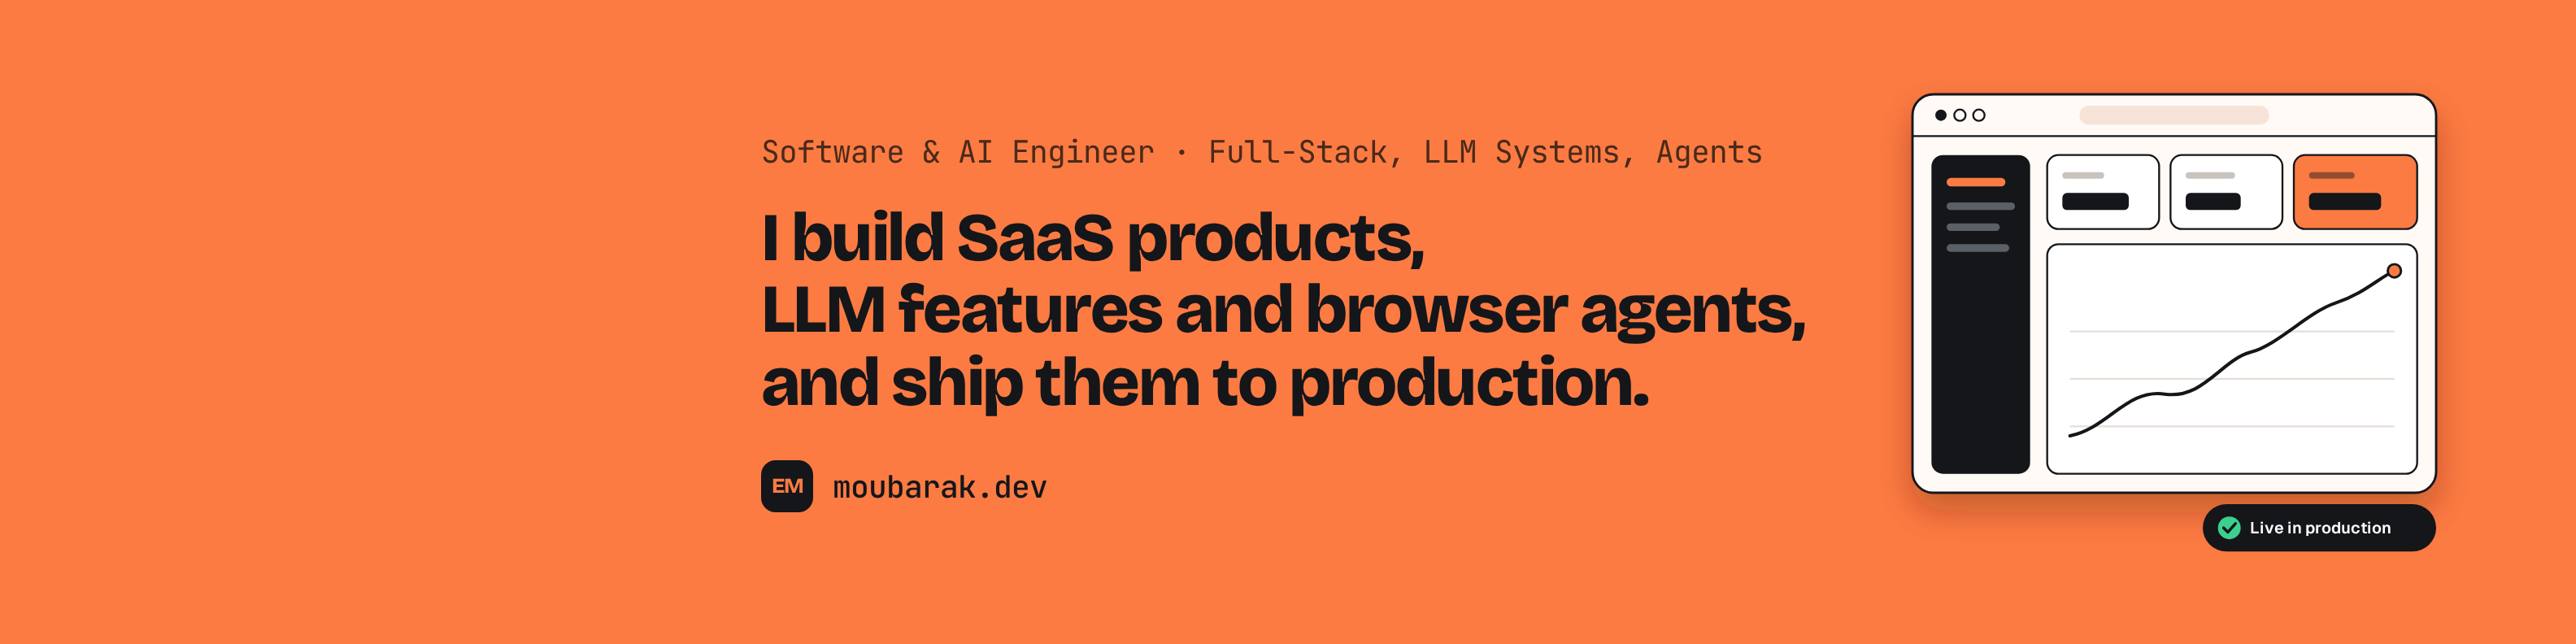 Software & AI Engineer · Full-Stack, LLM Systems, Agents
I build SaaS products,
LLM features and browser agents,
and ship them to production.
EM moubarak.dev
Live in production